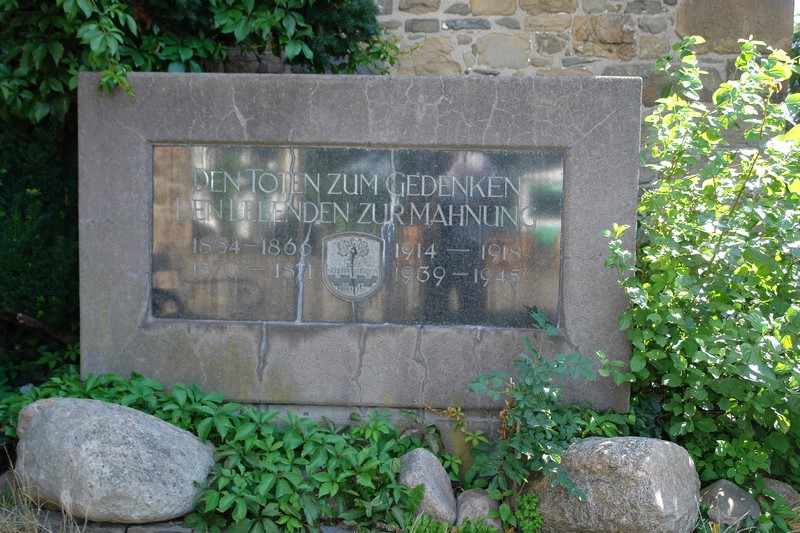 DEN TOTEN ZUM GEDENKEN
DEN LEBENDEN ZUR MAHNUNG
1864 – 1866
1870 – 1871
1914 – 1918
1939 – 1945